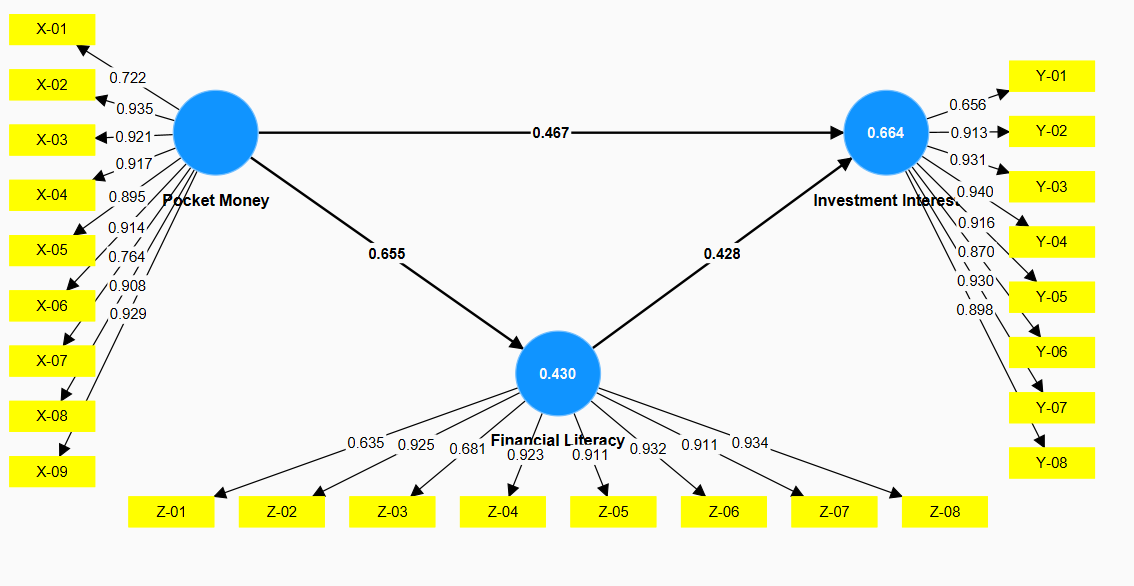 X-01
X-02
X-03
X-04
X-05
X-06
X-07
X-08
X-09
0.722
0.935
0.921
0.917
0.895
0.914
0.764
0.908
0.929
Pocket Money
0.467
0.655
0.428
0.664
Investment Interest
0.430
Financial Literacy
0.656
0.913
0.931
0.940
0.916
0.870
0.930
0.898
Y-01
Y-02
Y-03
Y-04
Y-05
Y-06
Y-07
Y-08
0.635
0.925
0.681
0.923
0.911
0.932
0.911
0.934
Z-01
Z-02
Z-03
Z-04
Z-05
Z-06
Z-07
Z-08